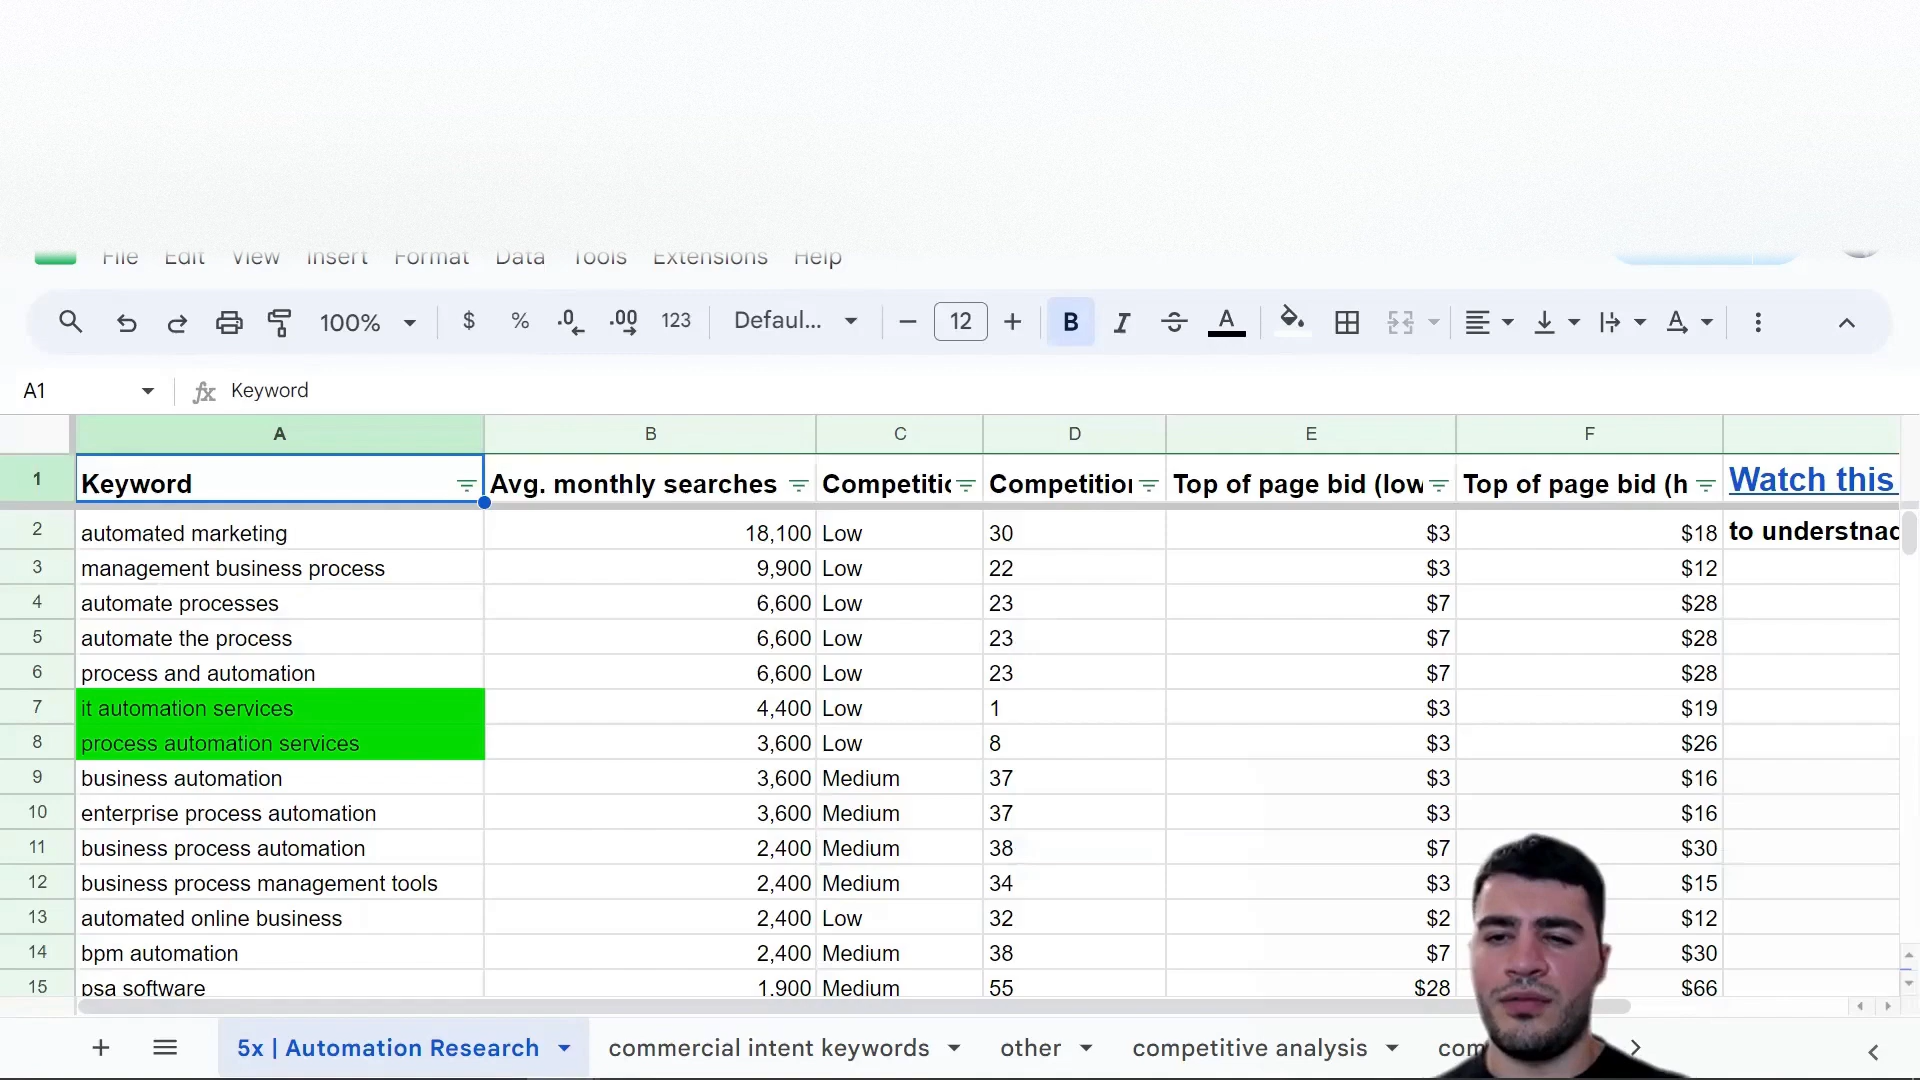 File Edit View Insert Format Data Tools Extensions Help
100% $ % .0 .00 123 Defaul... 12 B I A A
A1 fx Keyword
A B C D E F
1 Keyword Avg. monthly searches Competitic Competition Top of page bid (low Top of page bid (h Watch this
2 automated marketing 18,100 Low 30 $3 $18 to understnad
3 management business process 9,900 Low 22 $3 $12
4 automate processes 6,600 Low 23 $7 $28
5 automate the process 6,600 Low 23 $7 $28
6 process and automation 6,600 Low 23 $7 $28
7 it automation services 4,400 Low 1 $3 $19
8 process automation services 3,600 Low 8 $3 $26
9 business automation 3,600 Medium 37 $3 $16
10 enterprise process automation 3,600 Medium 37 $3 $16
11 business process automation 2,400 Medium 38 $7 $30
12 business process management tools 2,400 Medium 34 $3 $15
13 automated online business 2,400 Low 32 $2 $12
14 bpm automation 2,400 Medium 38 $7 $30
15 psa software 1,900 Medium 55 $28 $66
5x | Automation Research commercial intent keywords other competitive analysis